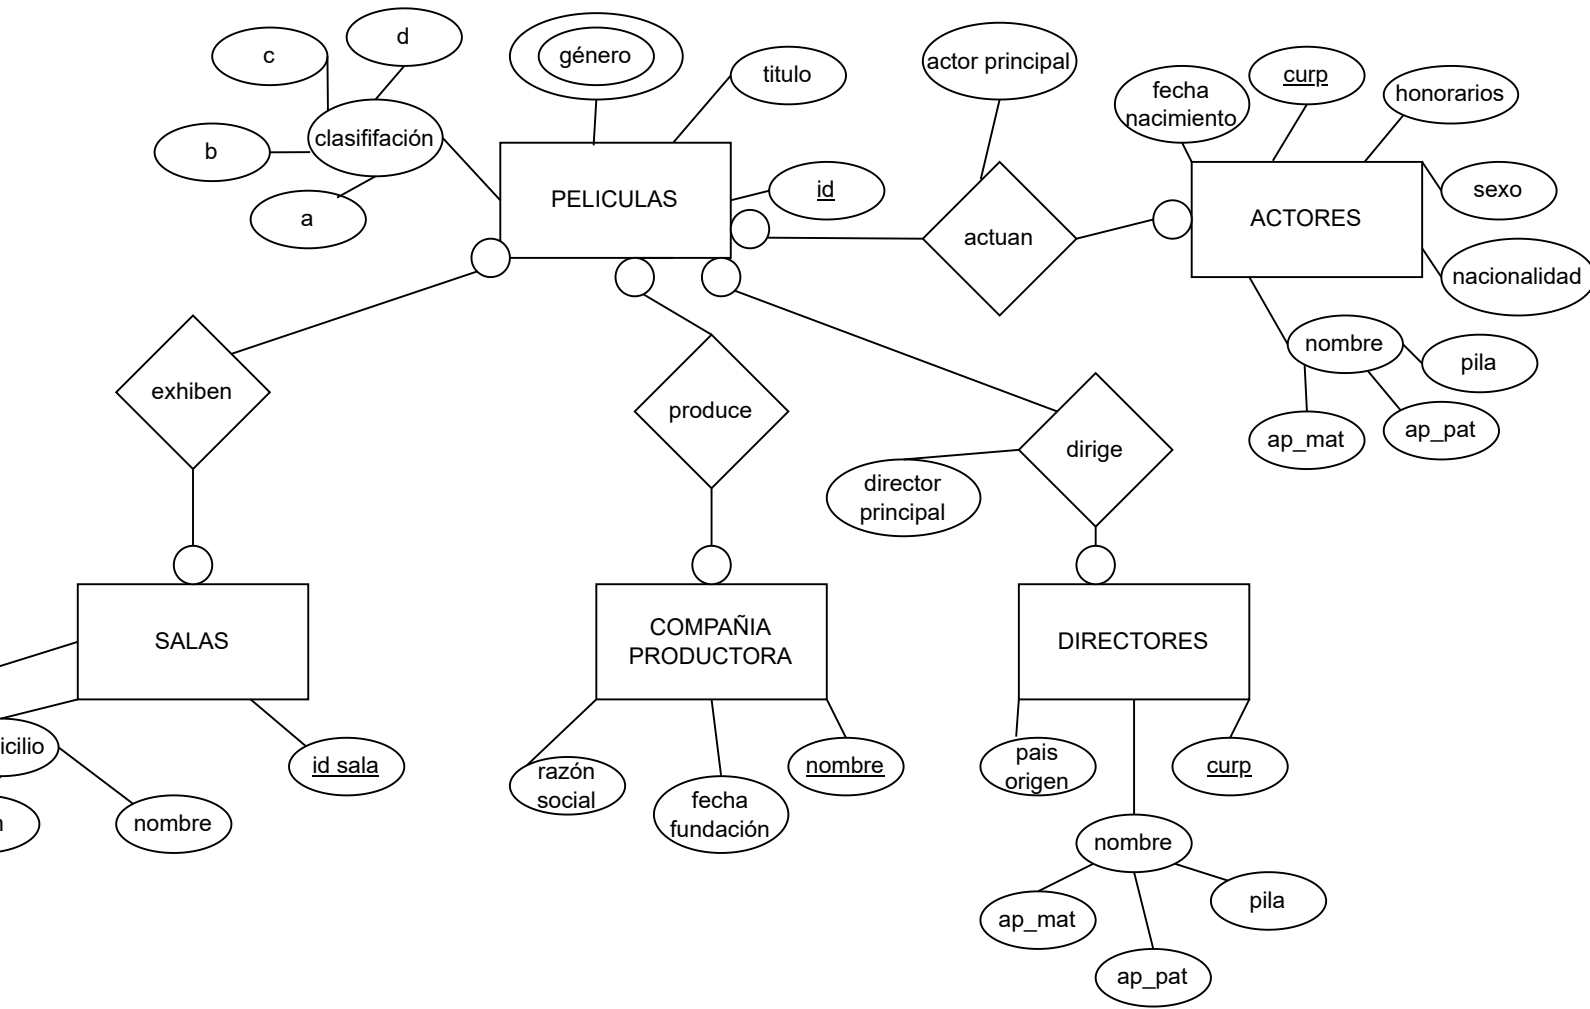 d
c
género
actor principal
titulo
curp
fecha
nacimiento
honorarios
clasififación
b
PELICULAS
id
sexo
a
ACTORES
actuan
nacionalidad
nombre
pila
exhiben
produce
ap_mat
ap_pat
dirige
director
principal
SALAS
COMPAÑIA
PRODUCTORA
DIRECTORES
icilio
id sala
razón
social
nombre
pais
origen
curp
nombre
fecha
fundación
nombre
ap_mat
pila
ap_pat